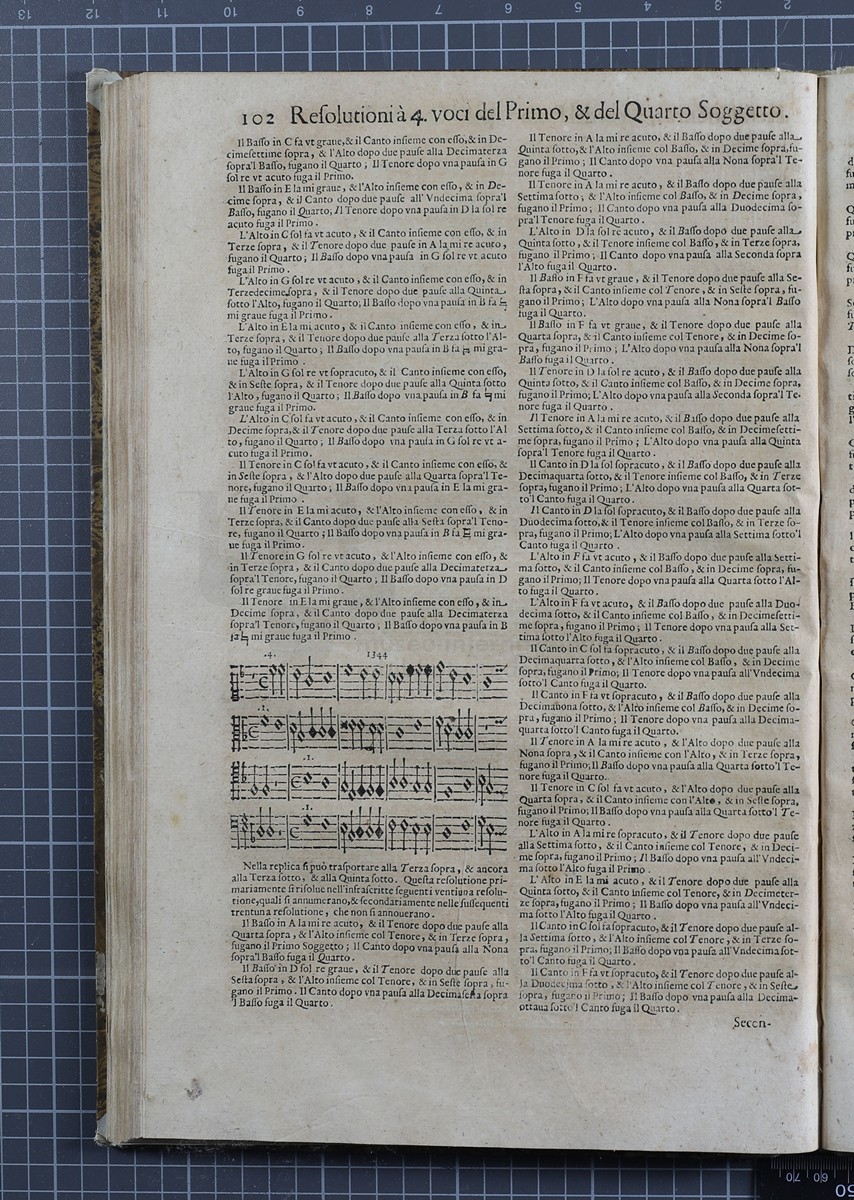 102 Resolutioni à 4. voci del Primo, & del Quarto Soggetto.
Il Basso in C fa vt graue,& il Canto insieme con esso,& in De-
cimesettime sopra, & l'Alto dopo due pause alla Decimaterza
sopra'l Basso, fugano il Quarto ; Il Tenore dopo vna pausa in G
sol re vt acuto fuga il Primo.
Il Basso in E la mi graue, & l'Alto insieme con esso, & in De-
cime sopra, & il Canto dopo due pause all' Vndecima sopra'l
Basso, fugano il Quarto; Il Tenore dopo vna pausa in D la sol re
acuto fuga il Primo .
L'Alto in C sol fa vt acuto , & il Canto insieme con esso, & in
Terze sopra , & il Tenore dopo due pause in A la mi re acuto ,
fugano il Quarto ; Il Basso dopo vna pausa in G sol re vt acuto
fuga il Primo .
L'Alto in G sol re vt acuto , & il Canto insieme con esso, & in
Terzedecime sopra , & il Tenore dopo due pause alla Quinta
sotto l'Alto, fugano il Quarto; Il Basso dopo vna pausa in B fa ♮
mi graue fuga il Primo .
L'Alto in E la mi acuto , & il Canto insieme con esso , & in
Terze sopra , & il Tenore dopo due pause alla Terza sotto l'Al-
to, fugano il Quarto ; Il Basso dopo vna pausa in B fa ♮ mi gra-
ue fuga il Primo .
L'Alto in G sol re vt sopracuto, & il Canto insieme con esso,
& in Seste sopra, & il Tenore dopo due pause alla Quinta sotto
l'Alto , fugano il Quarto ; Il Basso dopo vna pausa in B fa ♮ mi
graue fuga il Primo.
L'Alto in C sol fa vt acuto , & il Canto insieme con esso , & in
Decime sopra, & il Tenore dopo due pause alla Terza sotto l'Al
to , fugano il Quarto ; Il Basso dopo vna pausa in G sol re vt a-
cuto fuga il Primo.
Il Tenore in C sol fa vt acuto , & il Canto insieme con esso, &
in Seste sopra , & l'Alto dopo due pause alla Quarta sopra'l Te-
nore, fugano il Quarto ; Il Basso dopo vna pausa in E la mi gra-
ue fuga il Primo .
Il Tenore in E la mi acuto , & l'Alto insieme con esso , & in
Terze sopra, & il Canto dopo due pause alla Sesta sopra'l Teno-
re, fugano il Quarto ; Il Basso dopo vna pausa in B fa ♮ mi gra-
ue fuga il Primo.
Il Tenore in G sol re vt acuto , & l'Alto insieme con esso , &
in Terze sopra , & il Canto dopo due pause alla Decimaterza
sopra'l Tenore, fugano il Quarto ; Il Basso dopo vna pausa in D
sol re graue fuga il Primo .
Il Tenore in E la mi graue , & l'Alto insieme con esso , & in
Decime sopra , & il Canto dopo due pause alla Decimaterza
sopra'l Tenore, fugano il Quarto ; Il Basso dopo vna pausa in B
fa ♮ mi graue fuga il Primo .
.4. 1344
.1.
.1.
.1.
Nella replica si può trasportare alla Terza sopra, & ancora
alla Terza sotto , & alla Quinta sotto . Questa resolutione pri-
mariamente si risolue nell'infrascritte seguenti ventiuna resolu-
tione,quali si annumerano,& secondariamente nelle sussequenti
trentuna resolutione , che non si annouerano .
Il Basso in A la mi re acuto, & il Tenore dopo due pause alla
Quarta sopra , & l'Alto insieme col Tenore , & in Terze sopra ,
fugano il Primo Soggetto ; Il Canto dopo vna pausa alla Nona
sopra'l Basso fuga il Quarto .
Il Basso in D sol re graue , & il Tenore dopo due pause alla
Sesta sopra , & l'Alto insieme col Tenore, & in Seste sopra , fu-
gano il Primo . Il Canto dopo vna pausa alla Decimasesta sopra
'l Basso fuga il Quarto .
Il Tenore in A la mi re acuto, & il Basso dopo due pause alla
Quinta sotto,& l'Alto insieme col Basso, & in Decime sopra,fu-
gano il Primo ; Il Canto dopo vna pausa alla Nona sopra'l Te-
nore fuga il Quarto .
Il Tenore in A la mi re acuto, & il Basso dopo due pause alla
Settima sotto ; & l'Alto insieme col Basso, & in Decime sopra ,
fugano il Primo ; Il Canto dopo vna pausa alla Duodecima so-
pra'l Tenore fuga il Quarto .
L'Alto in D la sol re acuto, & il Basso dopo due pause alla
Quinta sotto , & il Tenore insieme col Basso, & in Terze sopra,
fugano il Primo ; Il Canto dopo vna pausa alla Seconda sopra
l'Alto fuga il Quarto .
Il Basso in F fa vt graue , & il Tenore dopo due pause alla Se-
sta sopra, & il Canto insieme col Tenore , & in Seste sopra, fu-
gano il Primo ; L'Alto dopo vna pausa alla Nona sopra'l Basso
fuga il Quarto .
Il Basso in F fa vt graue , & il Tenore dopo due pause alla
Quarta sopra, & il Canto insieme col Tenore, & in Decime so-
pra, fugano il Primo ; L'Alto dopo vna pausa alla Nona sopra'l
Basso fuga il Quarto .
Il Tenore in D la sol re acuto , & il Basso dopo due pause alla
Quinta sotto, & il Canto insieme col Basso, & in Decime sopra,
fugano il Primo; L'Alto dopo vna pausa alla Seconda sopra'l Te-
nore fuga il Quarto .
Il Tenore in A la mi re acuto, & il Basso dopo due pause alla
Settima sotto, & il Canto insieme col Basso, & in Decimesetti-
me sopra, fugano il Primo ; L'Alto dopo vna pausa alla Quinta
sopra'l Tenore fuga il Quarto .
Il Canto in D la sol sopracuto, & il Basso dopo due pause alla
Decimaquarta sotto, & il Tenore insieme col Basso, & in Terze
sopra, fugano il Primo; L'Alto dopo vna pausa alla Quarta sot-
to'l Canto fuga il Quarto .
Il Canto in D la sol sopracuto, & il Basso dopo due pause alla
Duodecima sotto,& il Tenore insieme col Basso, & in Terze so-
pra, fugano il Primo; L'Alto dopo vna pausa alla Settima sotto'l
Canto fuga il Quarto .
L'Alto in F fa vt acuto , & il Basso dopo due pause alla Setti-
ma sotto, & il Canto insieme col Basso , & in Decime sopra, fu-
gano il Primo; Il Tenore dopo vna pausa alla Quarta sotto l'Al-
to fuga il Quarto.
L'Alto in F fa vt acuto, & il Basso dopo due pause alla Duo-
decima sotto, & il Canto insieme col Basso, & in Decimesetti-
me sopra, fugano il Primo ; Il Tenore dopo vna pausa alla Set-
tima sotto l'Alto fuga il Quarto .
Il Canto in C sol fa sopracuto, & il Basso dopo due pause alla
Decimaquarta sotto , & l'Alto insieme col Basso , & in Decime
sopra, fugano il Primo; Il Tenore dopo vna pausa all'Vndecima
sotto'l Canto fuga il Quarto.
Il Canto in F fa vt sopracuto, & il Basso dopo due pause alla
Decimanona sotto, & l'Alto insieme col Basso, & in Decime so-
pra, fugano il Primo ; Il Tenore dopo vna pausa alla Decima-
quarta sotto'l Canto fuga il Quarto.
Il Tenore in A la mi re acuto , & l'Alto dopo due pause alla
Nona sopra , & il Canto insieme con l'Alto , & in Terze sopra,
fugano il Primo; Il Basso dopo vna pausa alla Quarta sotto'l Te-
nore fuga il Quarto.
Il Tenore in C sol fa vt acuto , & l'Alto dopo due pause alla
Quarta sopra, & il Canto insieme con l'Alto , & in Seste sopra,
fugano il Primo; Il Basso dopo vna pausa alla Quarta sotto'l Te-
nore fuga il Quarto .
L'Alto in A la mi re sopracuto , & il Tenore dopo due pause
alla Settima sotto , & il Canto insieme col Tenore, & in Deci-
me sopra, fugano il Primo ; Il Basso dopo vna pausa all'Vndeci-
ma sotto l'Alto fuga il Primo .
L'Alto in E la mi acuto , & il Tenore dopo due pause alla
Quinta sotto, & il Canto insieme col Tenore, & in Decimeter-
ze sopra, fugano il Primo ; Il Basso dopo vna pausa all'Vndeci-
ma sotto l'Alto fuga il Quarto .
Il Canto in C sol fa sopracuto, & il Tenore dopo due pause al-
la Settima sotto , & l'Alto insieme col Tenore , & in Terze so-
pra, fugano il Primo; Il Basso dopo vna pausa all'Vndecima sot-
to'l Canto fuga il Quarto .
Il Canto in F fa vt sopracuto, & il Tenore dopo due pause al-
la Duodecima sotto , & l'Alto insieme col Tenore , & in Seste
sopra, fugano il Primo ; Il Basso dopo vna pausa alla Decima-
ottaua sotto'l Canto fuga il Quarto .
Secon-